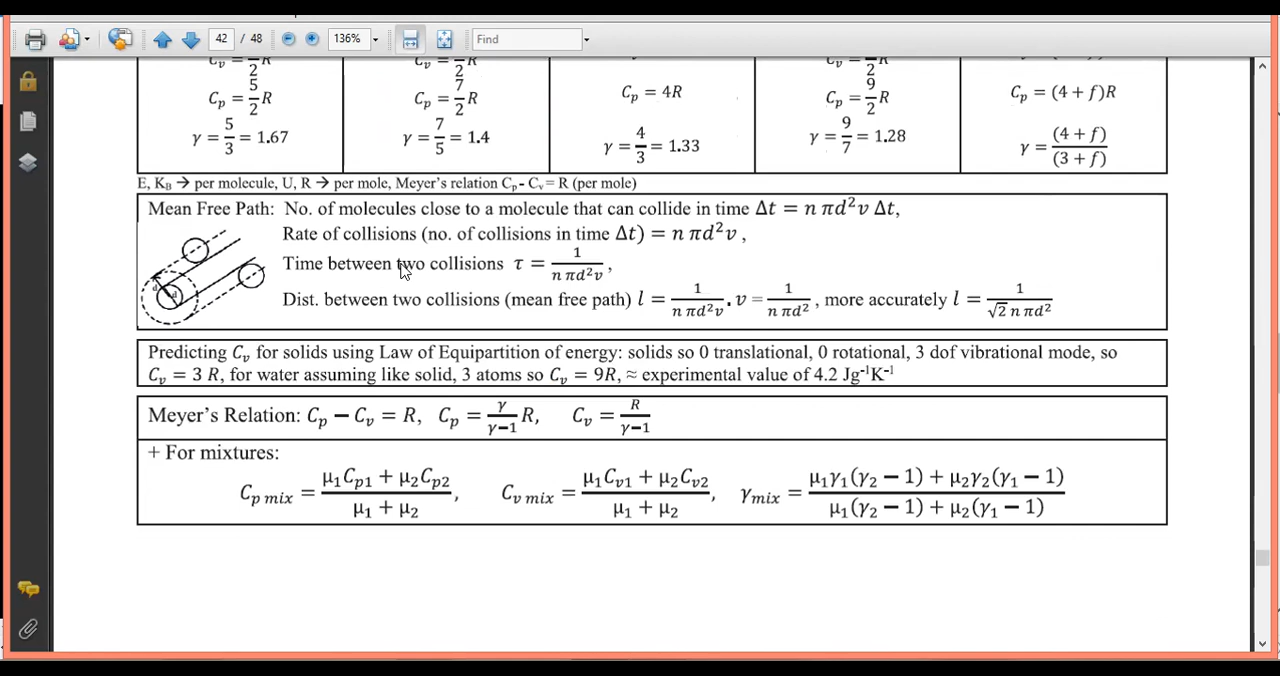 42 / 48 136% Find
C_v = 5/2 R
C_p = 5/2 R C_p = 7/2 R C_p = 4R C_p = 9/2 R C_p = (4 + f)R
γ = 5/3 = 1.67 γ = 7/5 = 1.4 γ = 4/3 = 1.33 γ = 9/7 = 1.28 γ = (4 + f)/(3 + f)
E, K_B → per molecule, U, R → per mole, Meyer's relation C_p - C_v = R (per mole)
Mean Free Path: No. of molecules close to a molecule that can collide in time Δt = n πd²v Δt,
Rate of collisions (no. of collisions in time Δt) = n πd²v ,
Time between two collisions τ = 1/(n πd²v) ,
d d
Dist. between two collisions (mean free path) l = 1/(n πd²v) . v = 1/(n πd²) , more accurately l = 1/(√2 n πd²)
Predicting C_v for solids using Law of Equipartition of energy: solids so 0 translational, 0 rotational, 3 dof vibrational mode, so
C_v = 3 R, for water assuming like solid, 3 atoms so C_v = 9R, ≈ experimental value of 4.2 Jg⁻¹K⁻¹
Meyer's Relation: C_p − C_v = R, C_p = γ/(γ−1) R, C_v = R/(γ−1)
+ For mixtures:
C_p mix = (μ₁C_p1 + μ₂C_p2)/(μ₁ + μ₂), C_v mix = (μ₁C_v1 + μ₂C_v2)/(μ₁ + μ₂), γ_mix = (μ₁γ₁(γ₂ − 1) + μ₂γ₂(γ₁ − 1))/(μ₁(γ₂ − 1) + μ₂(γ₁ − 1))